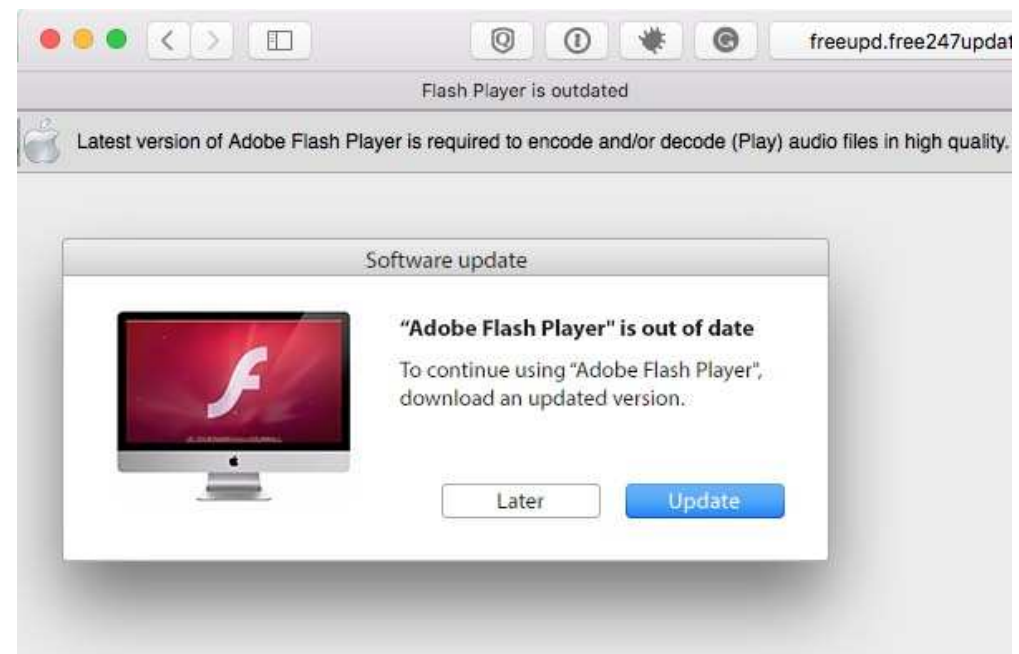 freeupd.free247updat
Flash Player is outdated
Latest version of Adobe Flash Player is required to encode and/or decode (Play) audio files in high quality.
Software update
“Adobe Flash Player" is out of date
To continue using “Adobe Flash Player”,
download an updated version.
Later
Update